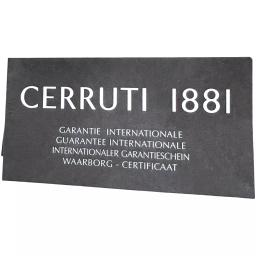 CERRUTI 1881
GARANTIE INTERNATIONALE
GUARANTEE INTERNATIONALE
INTERNATIONALER GARANTIESCHEIN
WAARBORG - CERTIFICAAT